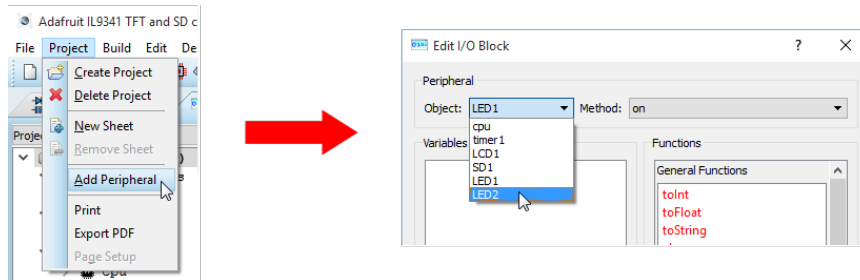 Adafruit IL9341 TFT and SD c
File Project Build Edit De
Create Project
Delete Project
New Sheet
Remove Sheet
Add Peripheral
Print
Export PDF
Page Setup
Proje
cpu
Edit I/O Block ? X
Peripheral
Object: LED1 Method: on
cpu
timer1
LCD1
SD1
LED1
LED2
Variables
Functions
General Functions
toInt
toFloat
toString